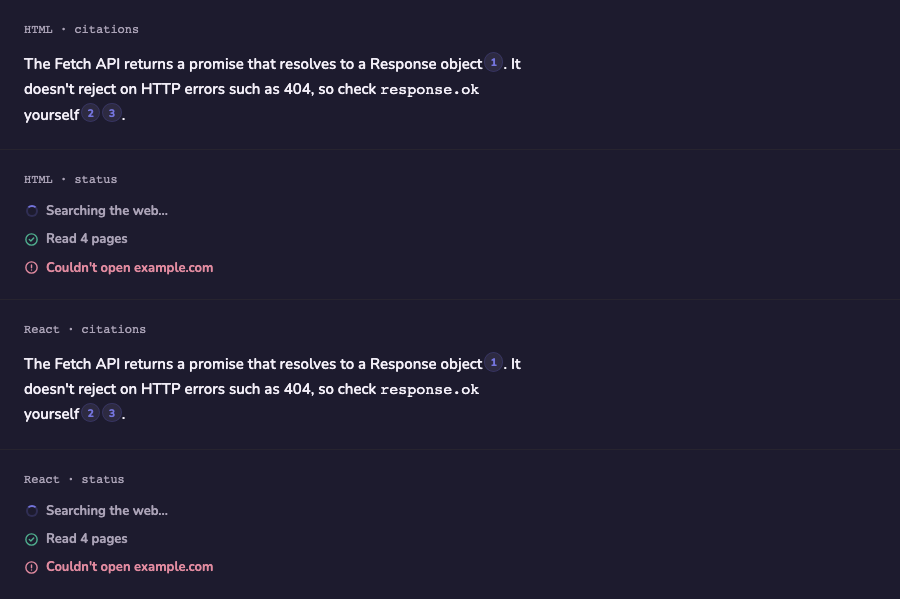 HTML · citations
The Fetch API returns a promise that resolves to a Response object 1. It
doesn't reject on HTTP errors such as 404, so check response.ok
yourself 2 3.
HTML · status
Searching the web…
Read 4 pages
Couldn't open example.com
React · citations
The Fetch API returns a promise that resolves to a Response object 1. It
doesn't reject on HTTP errors such as 404, so check response.ok
yourself 2 3.
React · status
Searching the web…
Read 4 pages
Couldn't open example.com